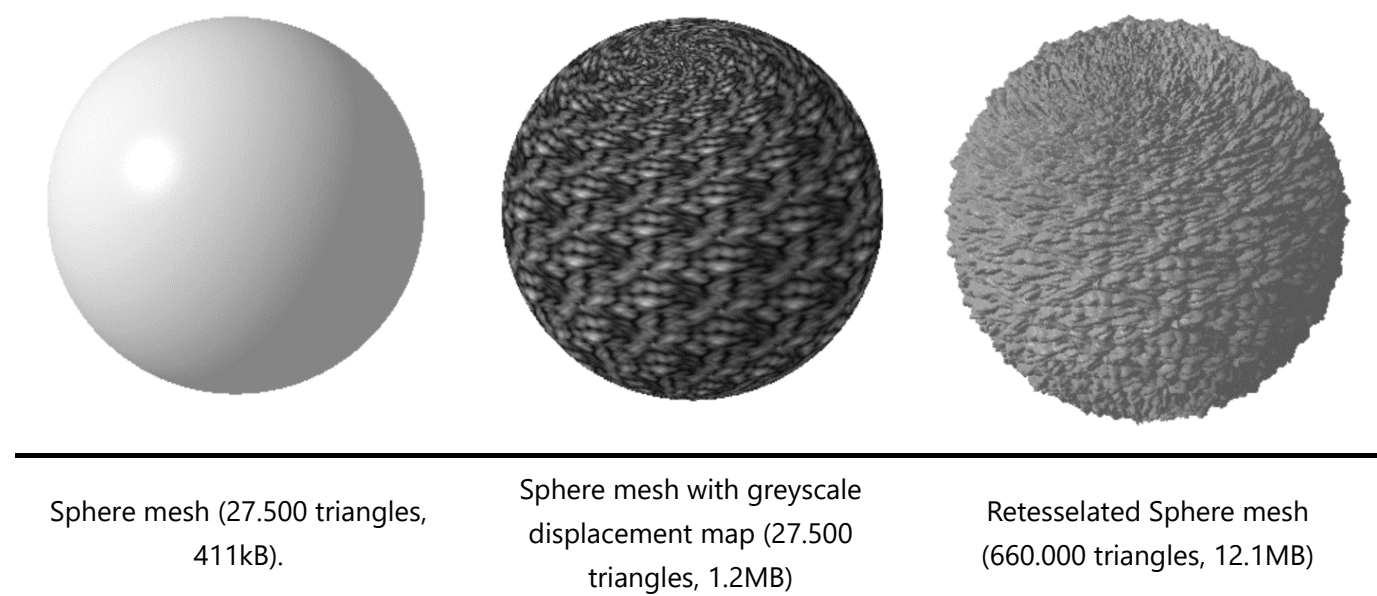 Sphere mesh (27.500 triangles,
411kB).
Sphere mesh with greyscale
displacement map (27.500
triangles, 1.2MB)
Retesselated Sphere mesh
(660.000 triangles, 12.1MB)